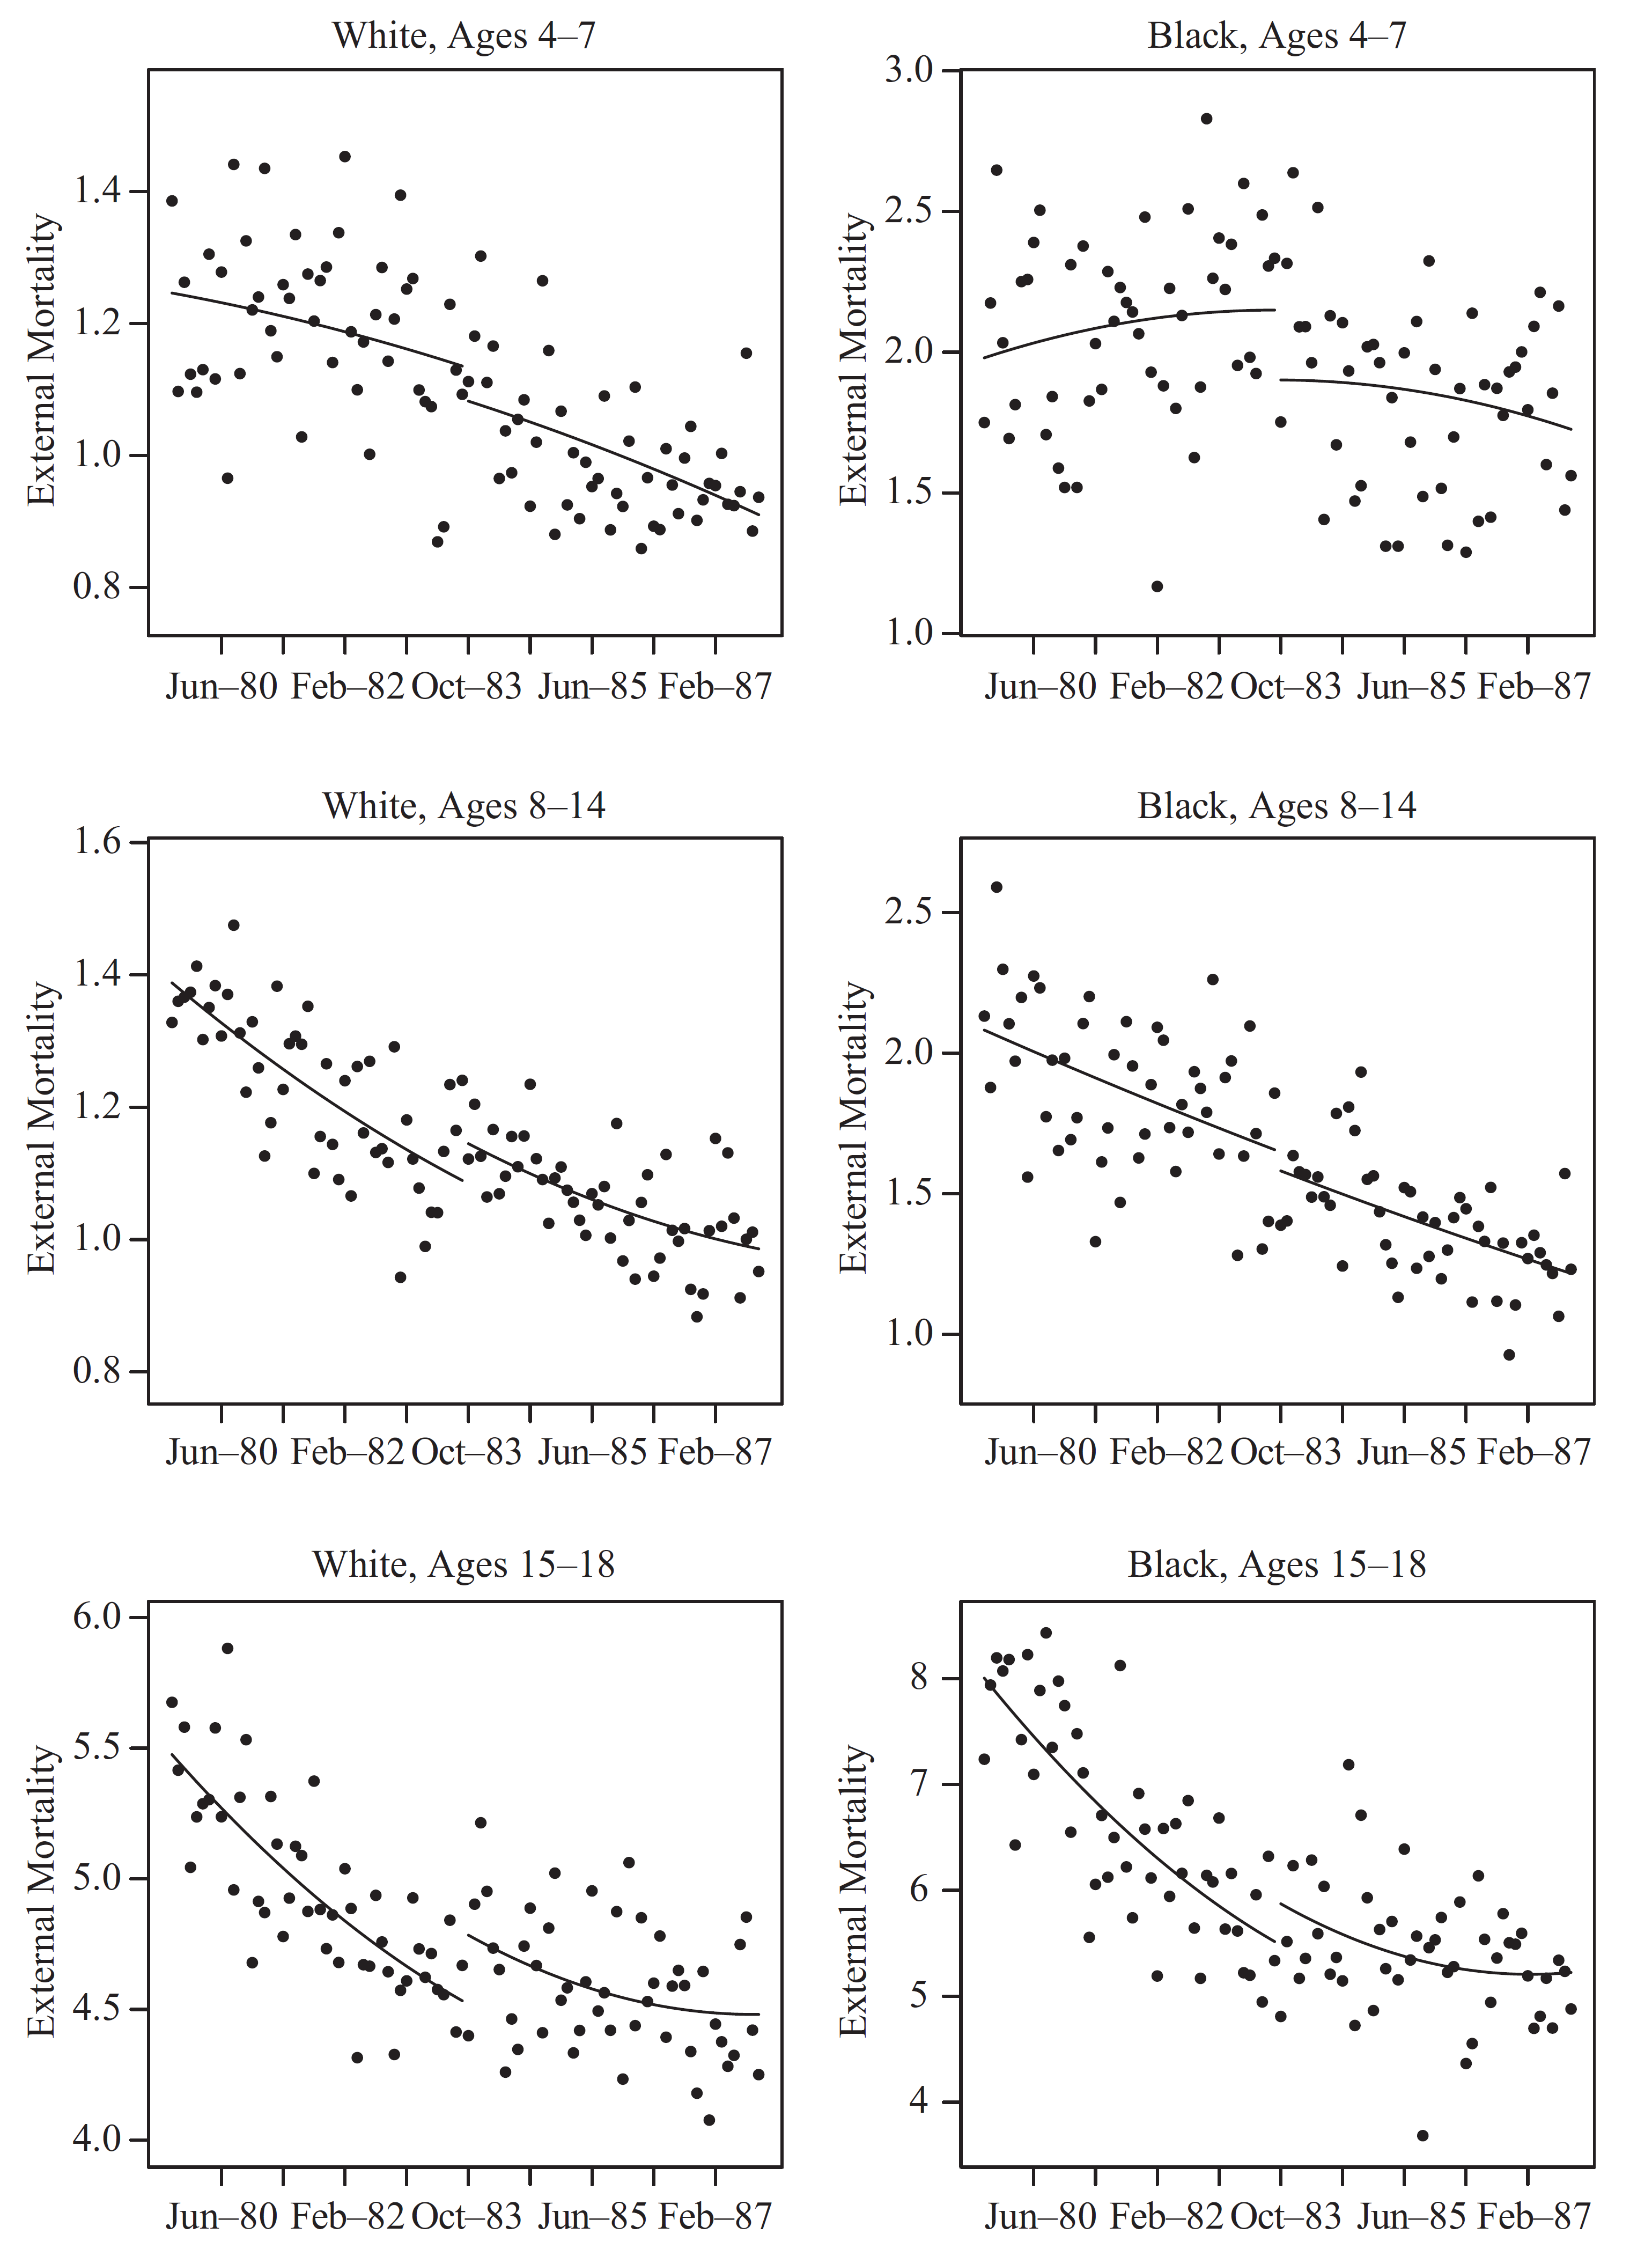 White, Ages 4–7
External Mortality
1.4
1.2
1.0
0.8
Jun–80 Feb–82 Oct–83 Jun–85 Feb–87
Black, Ages 4–7
External Mortality
3.0
2.5
2.0
1.5
1.0
Jun–80 Feb–82 Oct–83 Jun–85 Feb–87
White, Ages 8–14
External Mortality
1.6
1.4
1.2
1.0
0.8
Jun–80 Feb–82 Oct–83 Jun–85 Feb–87
Black, Ages 8–14
External Mortality
2.5
2.0
1.5
1.0
Jun–80 Feb–82 Oct–83 Jun–85 Feb–87
White, Ages 15–18
External Mortality
6.0
5.5
5.0
4.5
4.0
Jun–80 Feb–82 Oct–83 Jun–85 Feb–87
Black, Ages 15–18
External Mortality
8
7
6
5
4
Jun–80 Feb–82 Oct–83 Jun–85 Feb–87